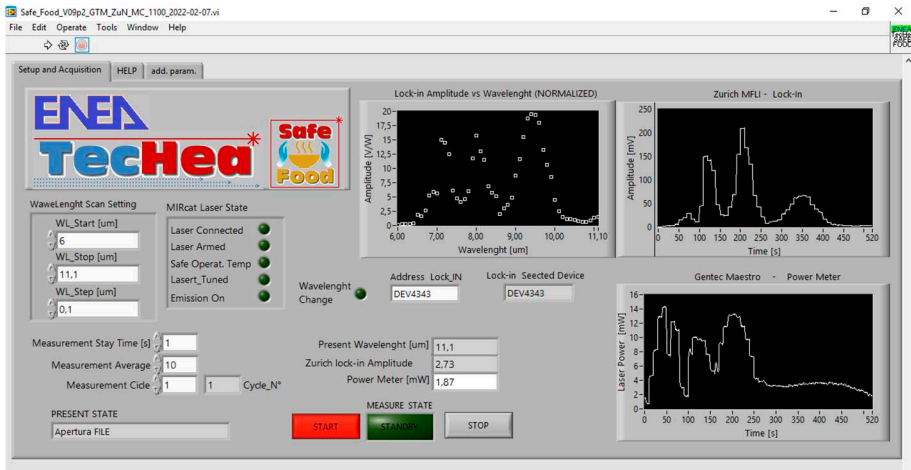 Safe_Food_V09p2_GTM_ZuN_MC_1100_2022-02-07.vi
File Edit Operate Tools Window Help
ENEA
SAFE
FOOD
Setup and Acquisition HELP add. param.
ENEA
TecHea
Safe
Food
Lock-in Amplitude vs Wavelenght (NORMALIZED)
Amplitude [V/W]
20
17,5
15
12,5
10
7,5
5
2,5
0
6,00 7,00 8,00 9,00 10,00 11,10
Wavelenght [um]
Zurich MFLI - Lock-In
Amplitude [mV]
250
200
150
100
50
0
0 50 100 150 200 250 300 350 400 450 520
Time [s]
WaveLenght Scan Setting
WL_Start [um]
6
WL_Stop [um]
11,1
WL_Step [um]
0,1
MIRcat Laser State
Laser Connected
Laser Armed
Safe Operat. Temp
Lasert_Tuned
Emission On
Wavelenght
Change
Address Lock_IN
DEV4343
Lock-in Seected Device
DEV4343
Gentec Maestro - Power Meter
Laser Power [mW]
16
14
12
10
8
6
4
2
0
0 50 100 150 200 250 300 350 400 450 520
Time [s]
Measurement Stay Time [s] 1
Measurement Average 10
Measurement Cicle 1 1 Cycle_N°
Present Wavelenght [um] 11,1
Zurich lock-in Amplitude 2,73
Power Meter [mW] 1,87
PRESENT STATE
Apertura FILE
MEASURE STATE
START STANDBY STOP